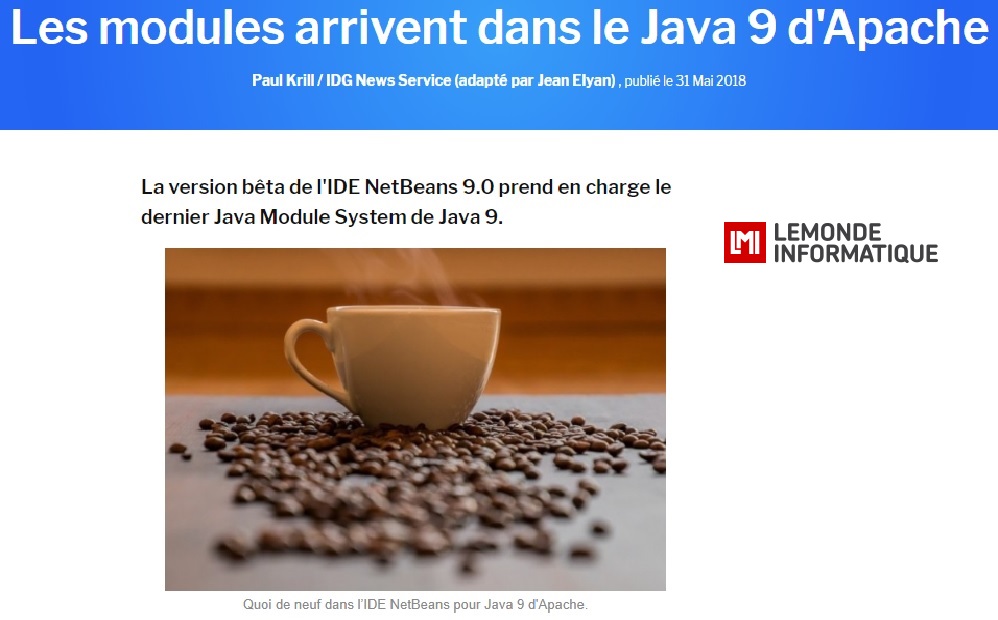 Les modules arrivent dans le Java 9 d'Apache
Paul Krill / IDG News Service (adapté par Jean Elyan) , publié le 31 Mai 2018
La version bêta de l'IDE NetBeans 9.0 prend en charge le
dernier Java Module System de Java 9.
LMI LEMONDE
INFORMATIQUE
Quoi de neuf dans l'IDE NetBeans pour Java 9 d'Apache.